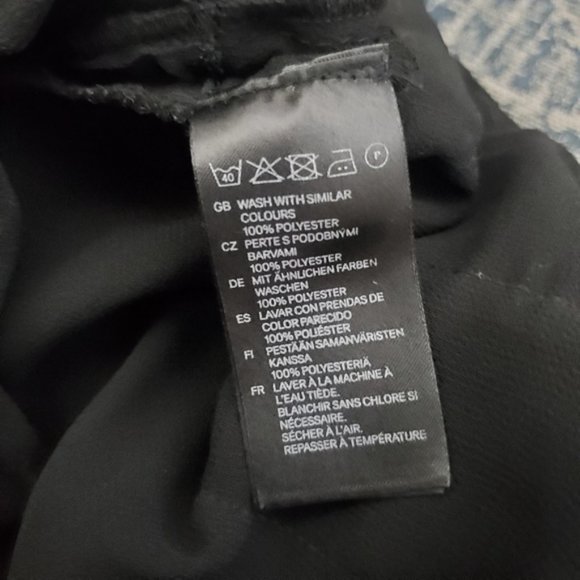 40
P
GB WASH WITH SIMILAR
COLOURS
100% POLYESTER
CZ PERTE S PODOBNÝMI
BARVAMI
100% POLYESTER
DE MIT ÄHNLICHEN FARBEN
WASCHEN
100% POLYESTER
ES LAVAR CON PRENDAS DE
COLOR PARECIDO
100% POLIÉSTER
FI PESTÄÄN SAMANVÄRISTEN
KANSSA
100% POLYESTERIÄ
FR LAVER À LA MACHINE À
L'EAU TIÈDE.
BLANCHIR SANS CHLORE SI
NÉCESSAIRE.
SÉCHER À L'AIR.
REPASSER À TEMPÉRATURE